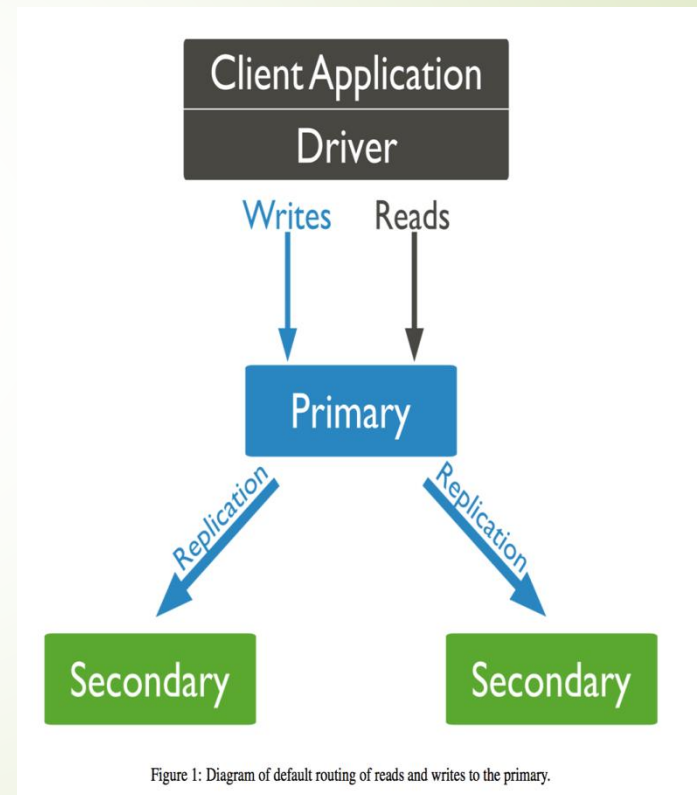 Client Application
Driver
Writes Reads
Primary
Replication Replication
Secondary Secondary
Figure 1: Diagram of default routing of reads and writes to the primary.